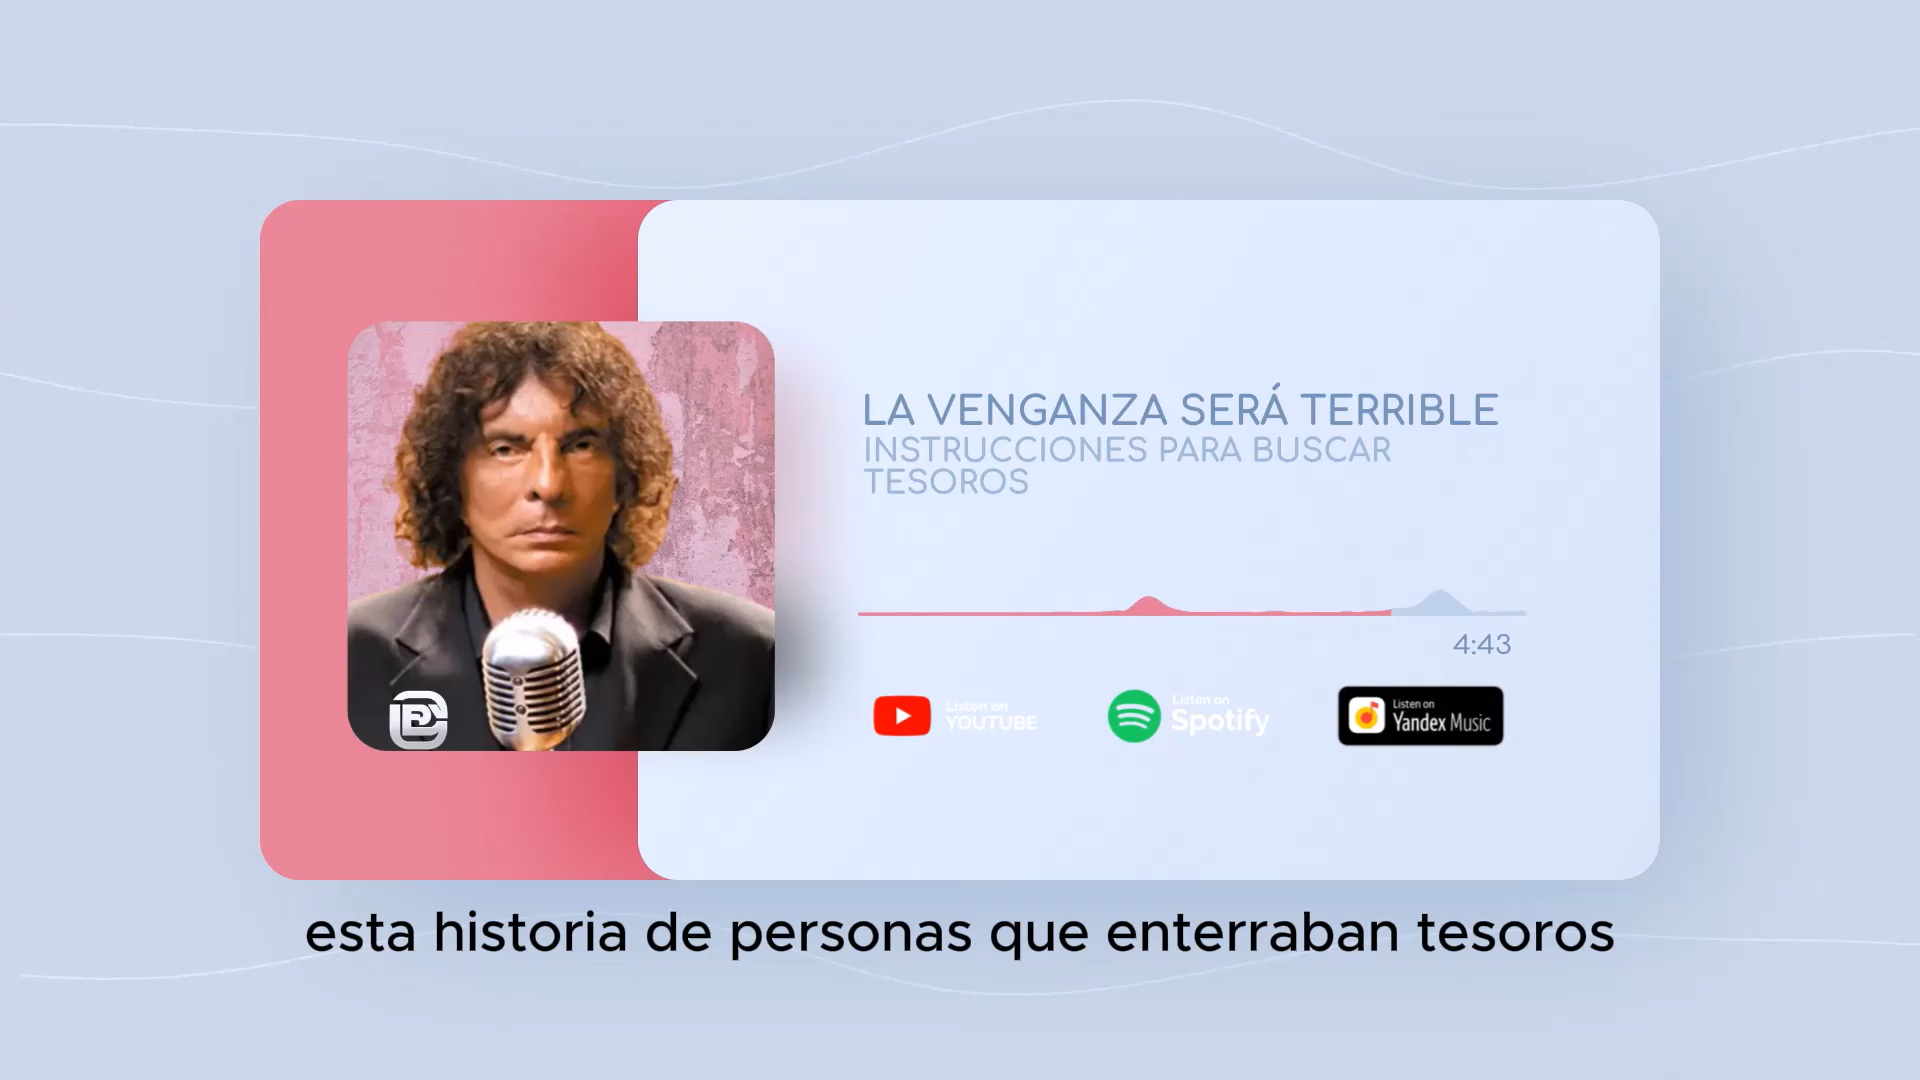 LA VENGANZA SERÁ TERRIBLE
INSTRUCCIONES PARA BUSCAR
TESOROS
4:43
Listen on
YOUTUBE
Listen on
Spotify
Listen on
Yandex Music
esta historia de personas que enterraban tesoros